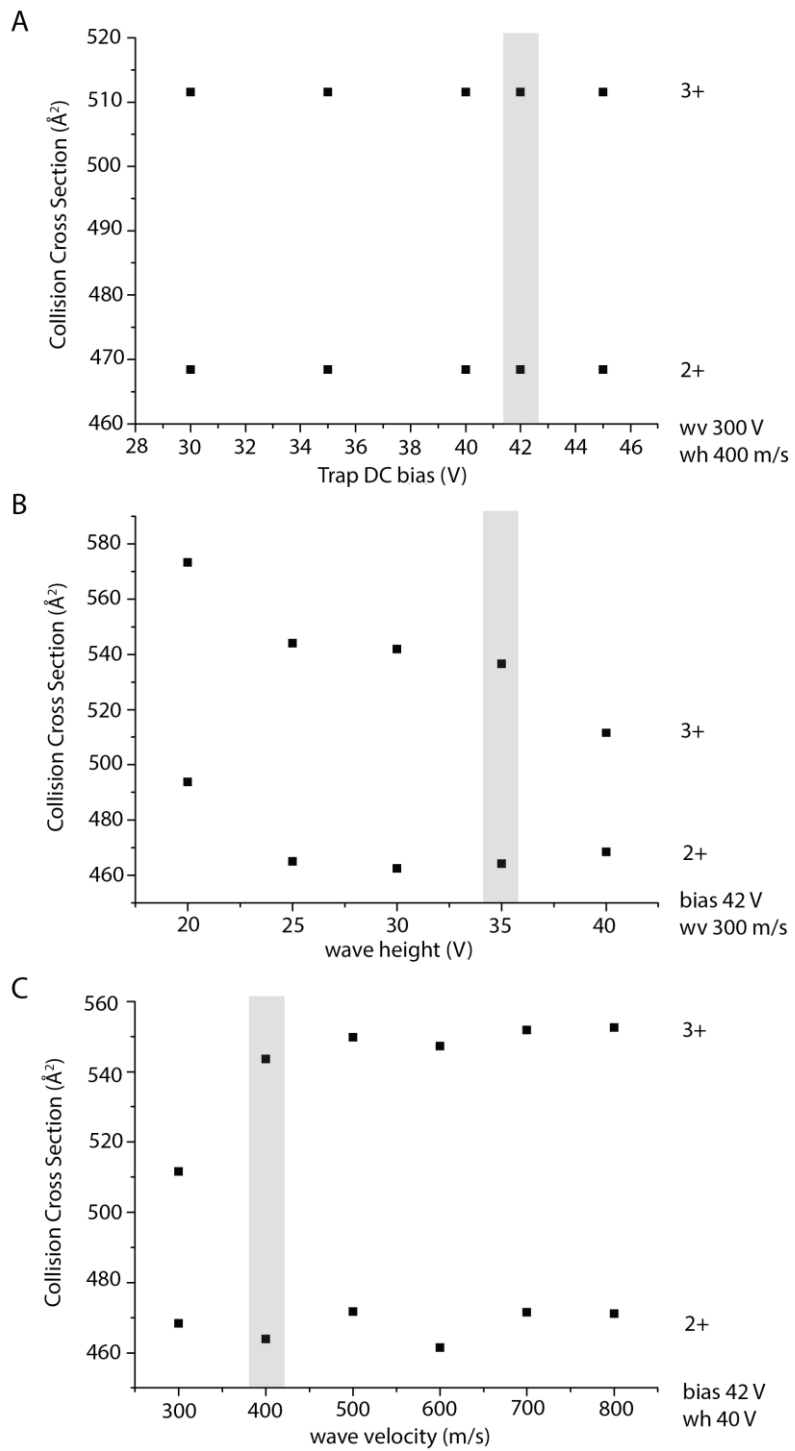 A
520
510
500
490
480
470
460
Collision Cross Section (Å²)
28 30 32 34 36 38 40 42 44 46
Trap DC bias (V)
3+
2+
wv 300 V
wh 400 m/s
B
580
560
540
520
500
480
460
Collision Cross Section (Å²)
20 25 30 35 40
wave height (V)
3+
2+
bias 42 V
wv 300 m/s
C
560
540
520
500
480
460
Collision Cross Section (Å²)
300 400 500 600 700 800
wave velocity (m/s)
3+
2+
bias 42 V
wh 40 V